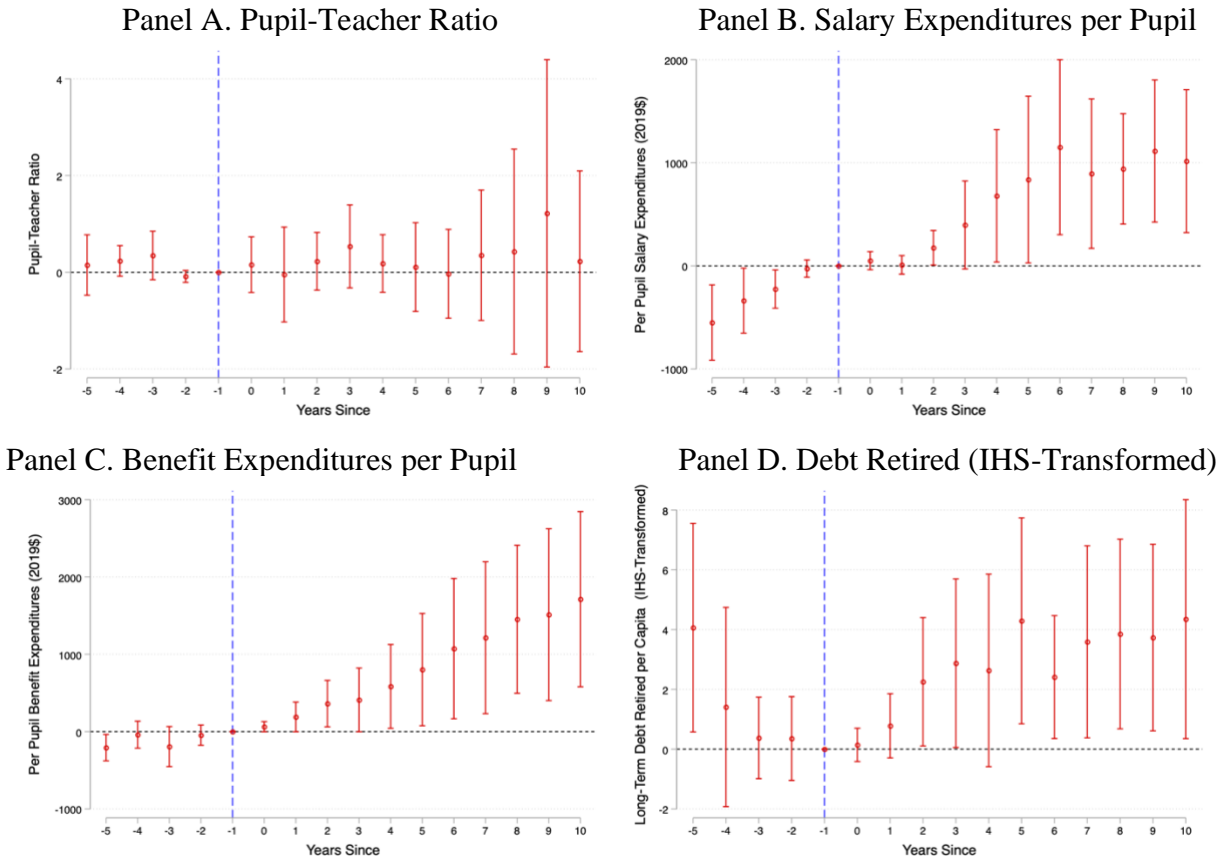 Panel A. Pupil-Teacher Ratio
Pupil-Teacher Ratio
4
2
0
-2
-5 -4 -3 -2 -1 0 1 2 3 4 5 6 7 8 9 10
Years Since
Panel B. Salary Expenditures per Pupil
Per Pupil Salary Expenditures (2019$)
2000
1000
0
-1000
-5 -4 -3 -2 -1 0 1 2 3 4 5 6 7 8 9 10
Years Since
Panel C. Benefit Expenditures per Pupil
Per Pupil Benefit Expenditures (2019$)
3000
2000
1000
0
-1000
-5 -4 -3 -2 -1 0 1 2 3 4 5 6 7 8 9 10
Years Since
Panel D. Debt Retired (IHS-Transformed)
Long-Term Debt Retired per Capita (IHS-Transformed)
8
6
4
2
0
-2
-5 -4 -3 -2 -1 0 1 2 3 4 5 6 7 8 9 10
Years Since